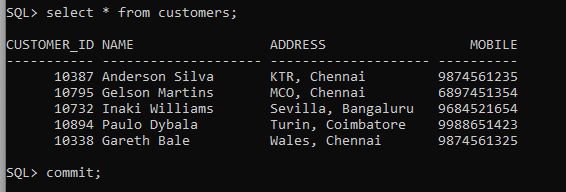 SQL> select * from customers;
CUSTOMER_ID NAME                 ADDRESS                  MOBILE
----------- -------------------- -------------------- ----------
      10387 Anderson Silva       KTR, Chennai         9874561235
      10795 Gelson Martins       MCO, Chennai         6897451354
      10732 Inaki Williams       Sevilla, Bangaluru   9684521654
      10894 Paulo Dybala         Turin, Coimbatore    9988651423
      10338 Gareth Bale          Wales, Chennai       9874561325
SQL> commit;